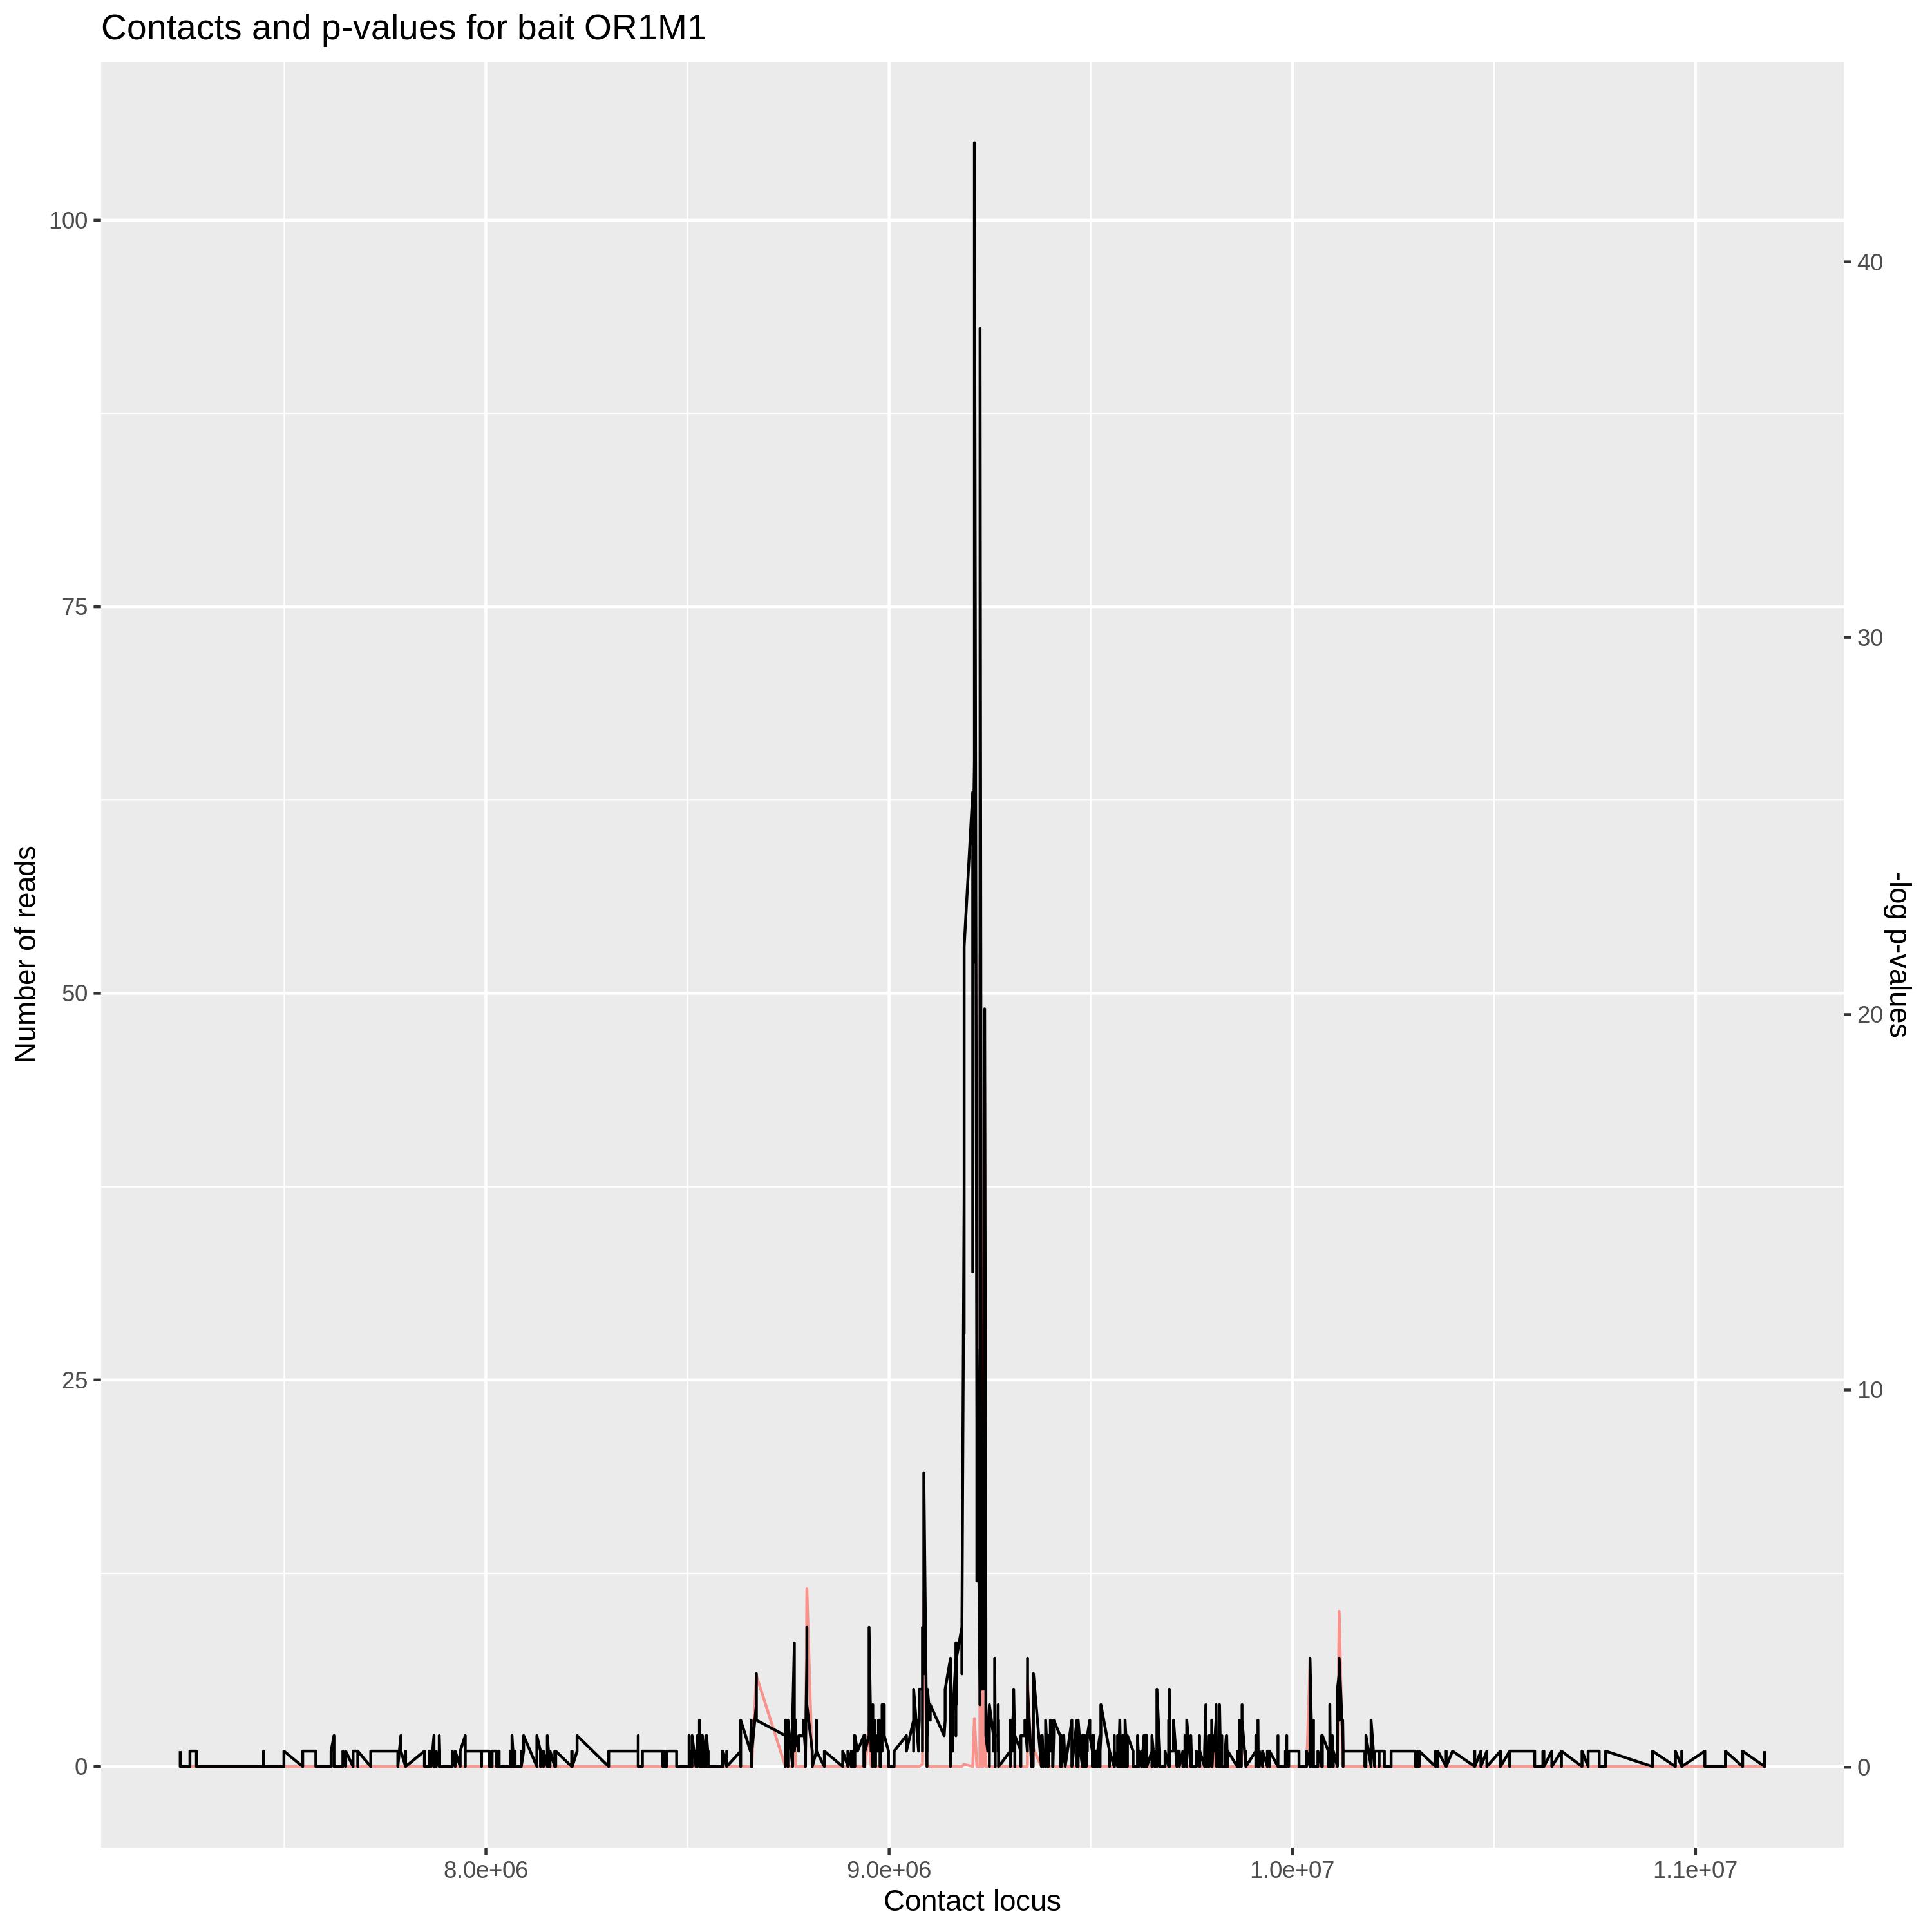 Contacts and p-values for bait OR1M1
100
75
50
25
0
Number of reads
40
30
20
10
0
-log p-values
8.0e+06
9.0e+06
1.0e+07
1.1e+07
Contact locus